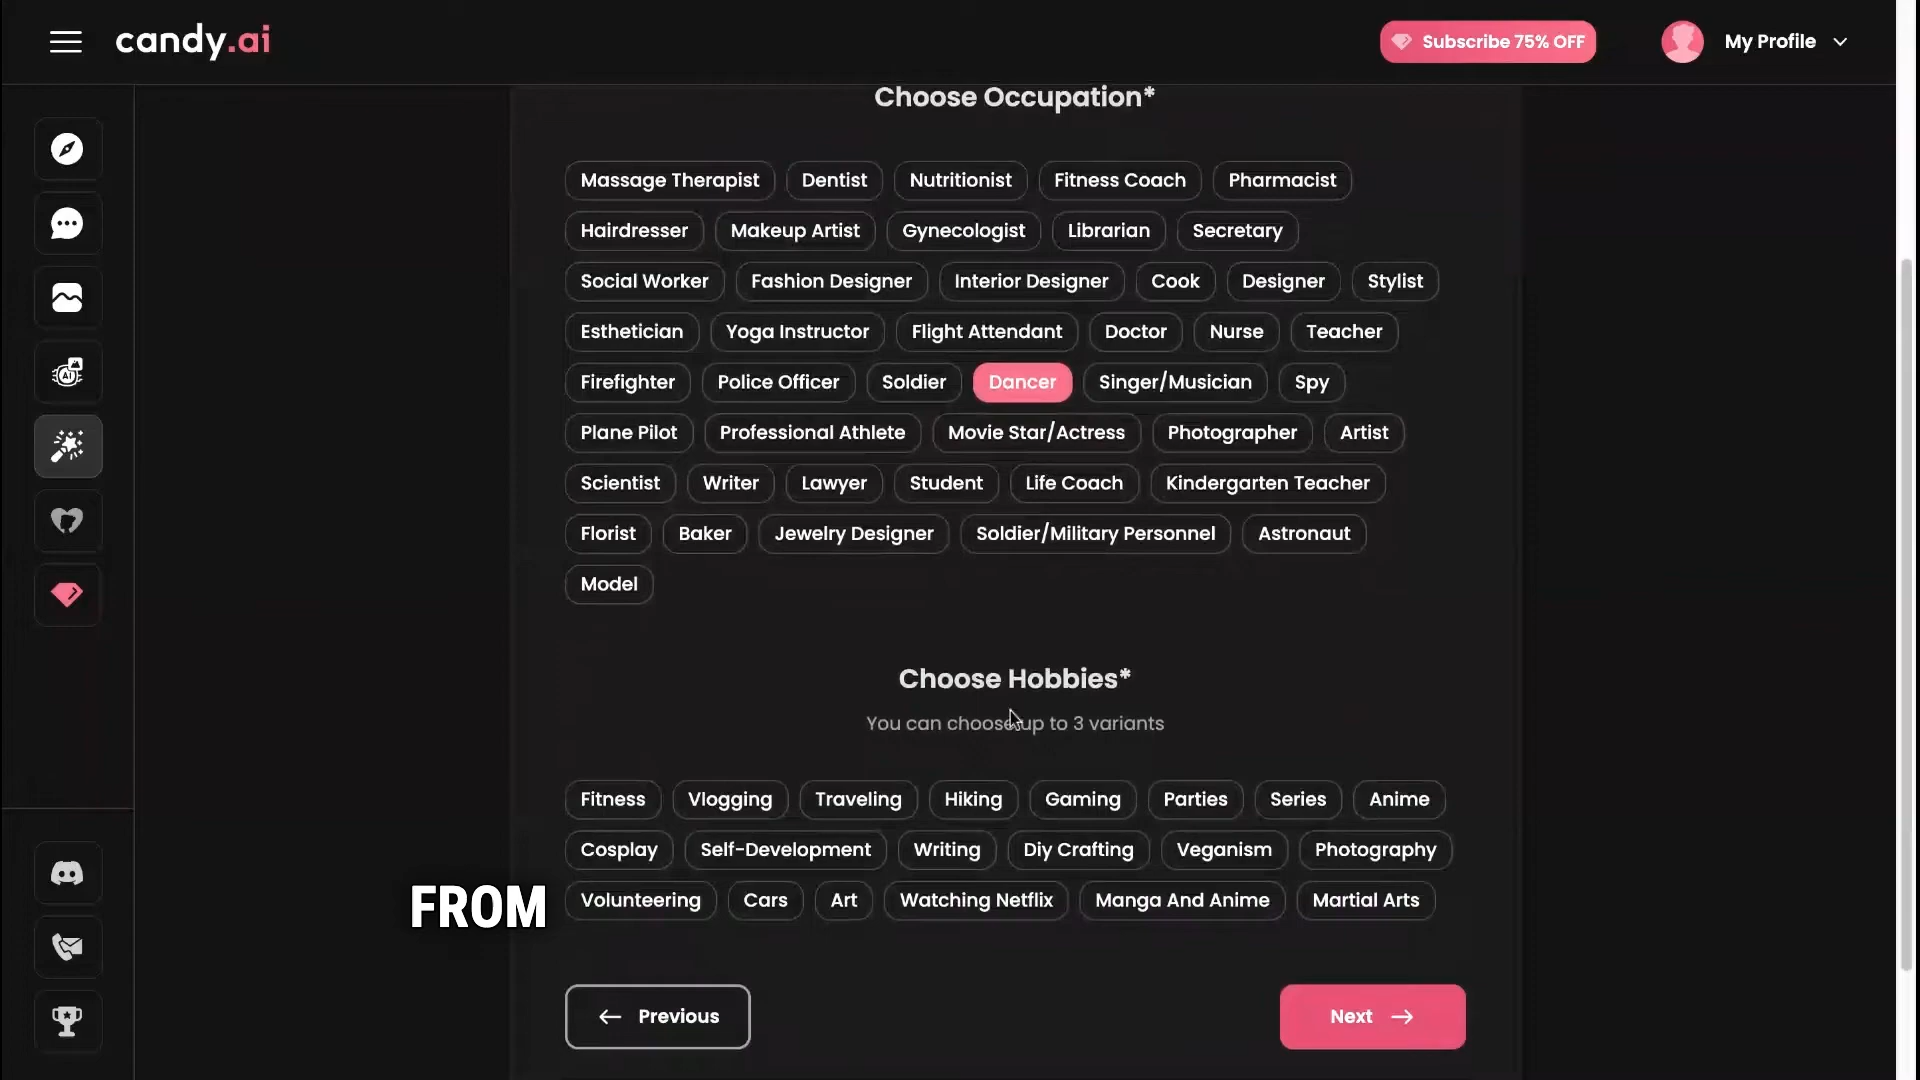 candy.ai
Subscribe 75% OFF
My Profile
Choose Occupation*
Massage Therapist Dentist Nutritionist Fitness Coach Pharmacist
Hairdresser Makeup Artist Gynecologist Librarian Secretary
Social Worker Fashion Designer Interior Designer Cook Designer Stylist
Esthetician Yoga Instructor Flight Attendant Doctor Nurse Teacher
Firefighter Police Officer Soldier Dancer Singer/Musician Spy
Plane Pilot Professional Athlete Movie Star/Actress Photographer Artist
Scientist Writer Lawyer Student Life Coach Kindergarten Teacher
Florist Baker Jewelry Designer Soldier/Military Personnel Astronaut
Model
Choose Hobbies*
You can choose up to 3 variants
Fitness Vlogging Traveling Hiking Gaming Parties Series Anime
Cosplay Self-Development Writing Diy Crafting Veganism Photography
FROM
Volunteering Cars Art Watching Netflix Manga And Anime Martial Arts
Previous
Next